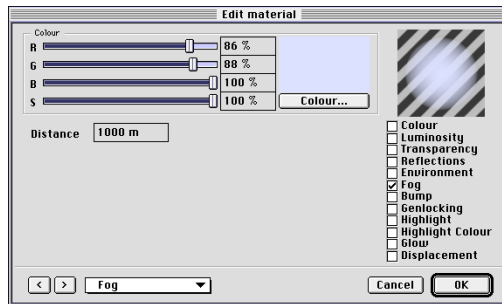 Edit material
Colour
R 86 %
G 88 %
B 100 %
S 100 %
Colour...
Distance 1000 m
Colour
Luminosity
Transparency
Reflections
Environment
Fog
Bump
Genlocking
Highlight
Highlight Colour
Glow
Displacement
< > Fog
Cancel OK